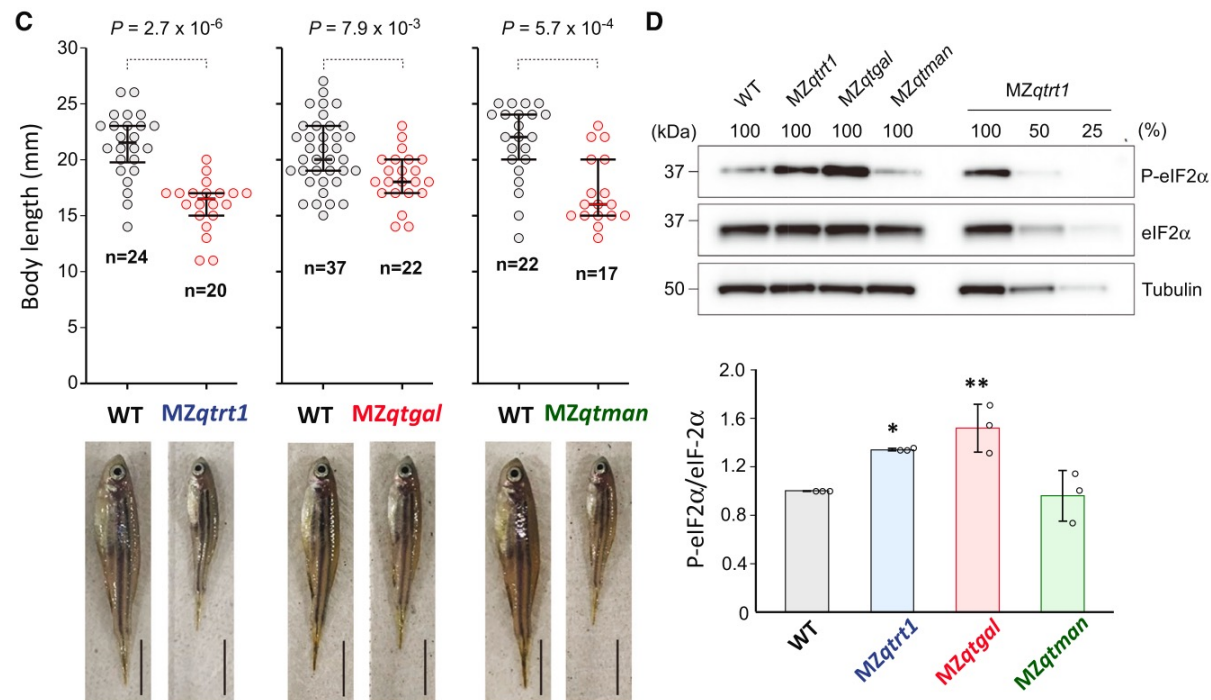 C
P = 2.7 x 10-6
P = 7.9 x 10-3
P = 5.7 x 10-4
Body length (mm)
30
25
20
15
10
5
0
n=24
n=20
n=37
n=22
n=22
n=17
WT MZqtrt1
WT MZqtgal
WT MZqtman
D
WT MZqtrt1 MZqtgal MZqtman
MZqtrt1
(kDa) 100 100 100 100 100 50 25 (%)
37 P-eIF2α
37 eIF2α
50 Tubulin
P-eIF2α/eIF-2α
2.0
1.6
1.2
0.8
0.4
0
*
**
WT
MZqtrt1
MZqtgal
MZqtman